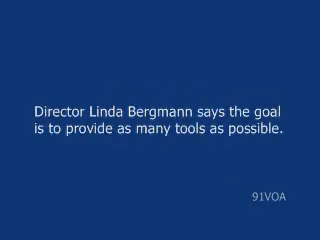 Director Linda Bergmann says the goal
is to provide as many tools as possible.
91VOA